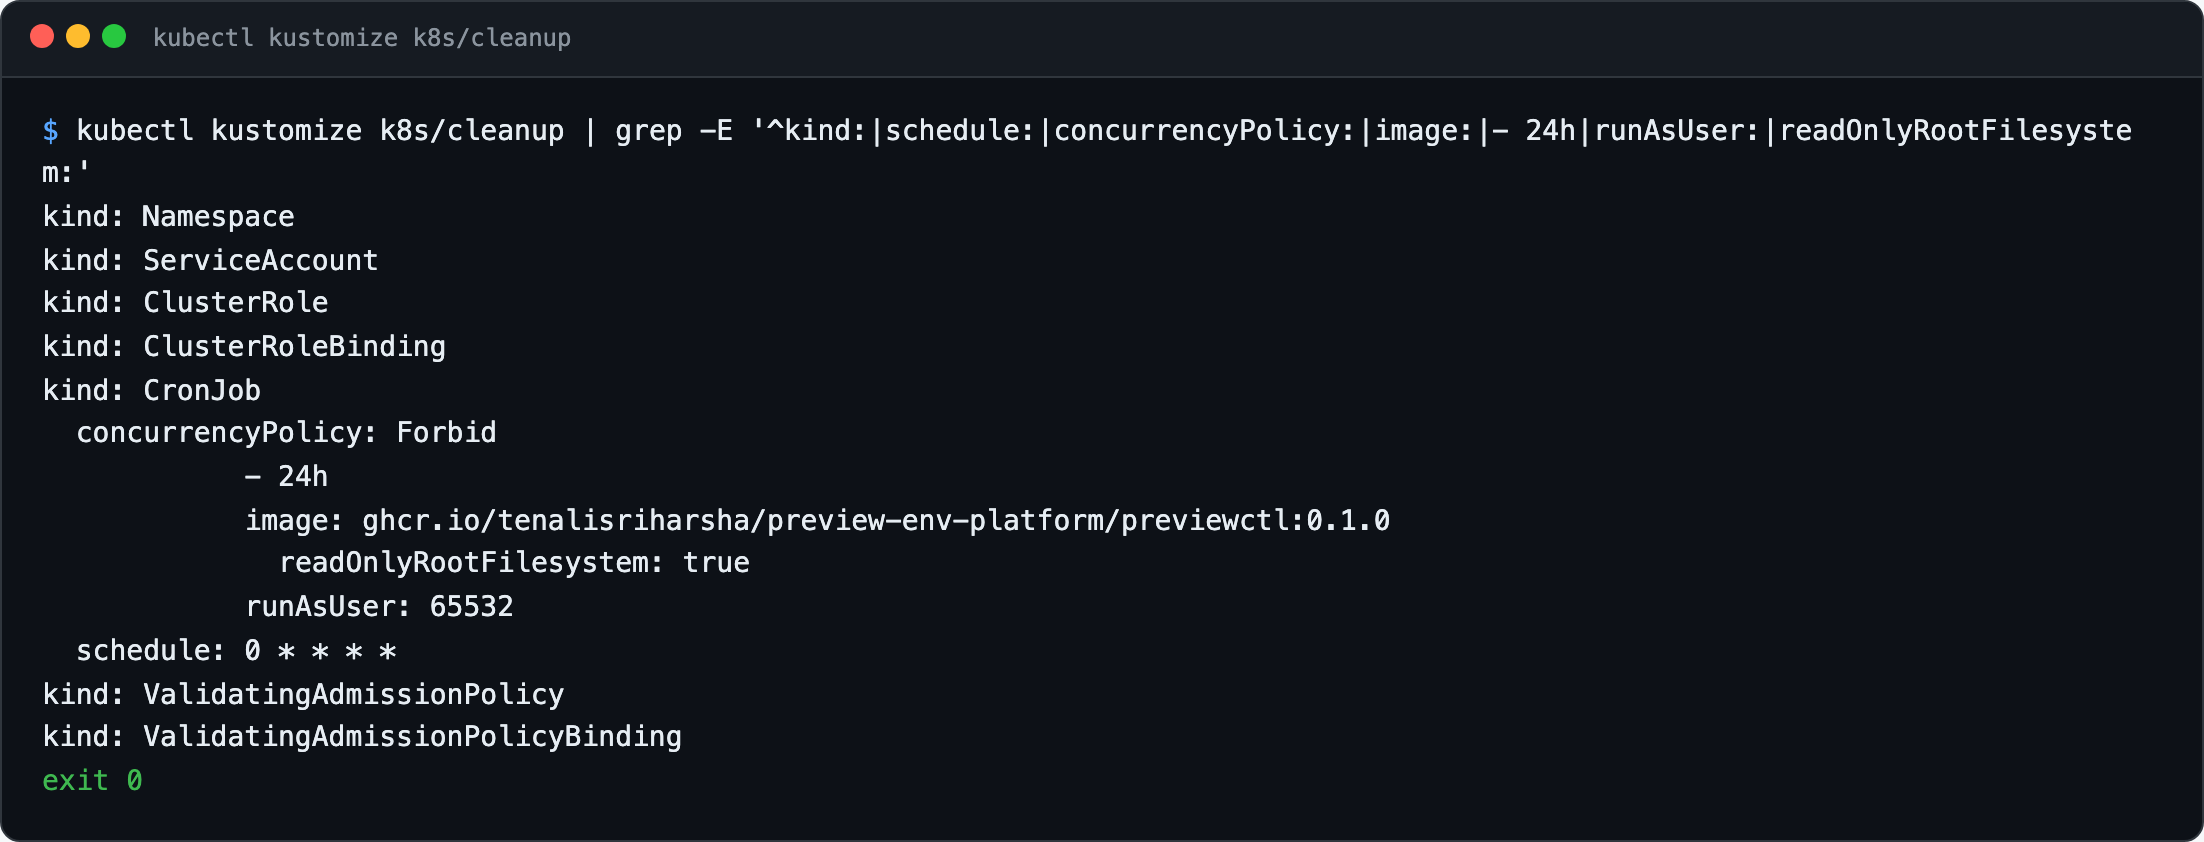 kubectl kustomize k8s/cleanup
$ kubectl kustomize k8s/cleanup | grep -E '^kind:|schedule:|concurrencyPolicy:|image:|- 24h|runAsUser:|readOnlyRootFilesyste
m:'
kind: Namespace
kind: ServiceAccount
kind: ClusterRole
kind: ClusterRoleBinding
kind: CronJob
  concurrencyPolicy: Forbid
            - 24h
            image: ghcr.io/tenalisriharsha/preview-env-platform/previewctl:0.1.0
              readOnlyRootFilesystem: true
            runAsUser: 65532
  schedule: 0 * * * *
kind: ValidatingAdmissionPolicy
kind: ValidatingAdmissionPolicyBinding
exit 0